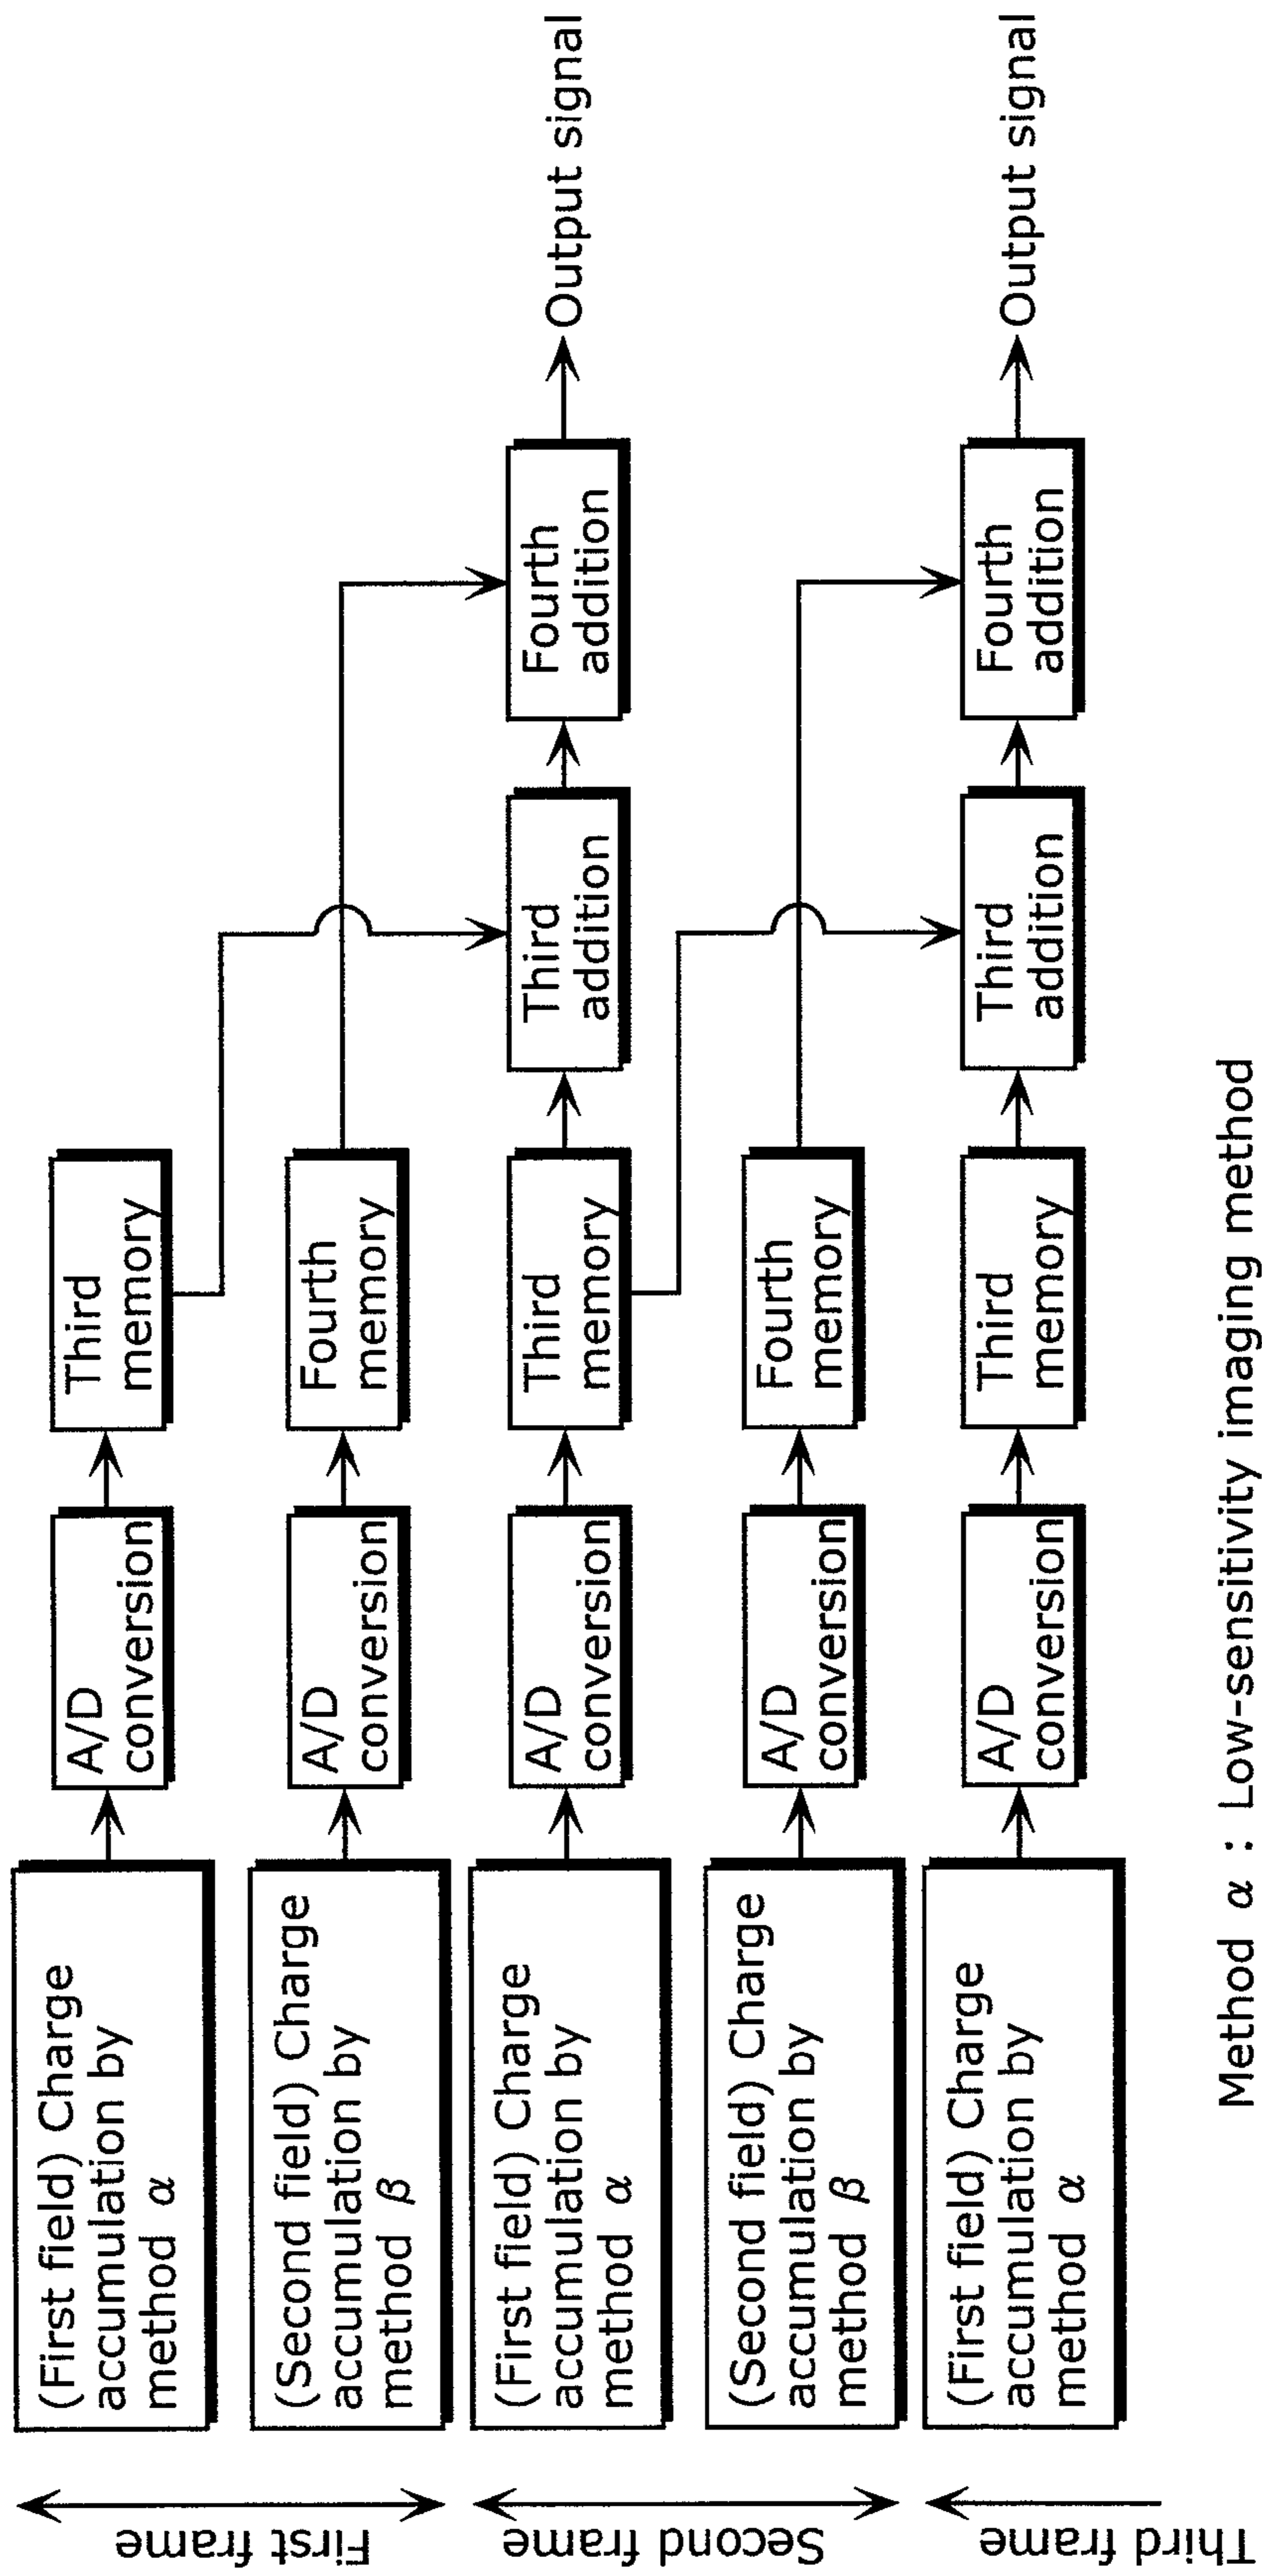 First frame
(First field) Charge
accumulation by
method α
A/D
conversion
Third
memory
(Second field) Charge
accumulation by
method β
A/D
conversion
Fourth
memory
Second frame
(First field) Charge
accumulation by
method α
A/D
conversion
Third
memory
Third
addition
Fourth
addition
Output signal
(Second field) Charge
accumulation by
method β
A/D
conversion
Fourth
memory
Third frame
(First field) Charge
accumulation by
method α
A/D
conversion
Third
memory
Third
addition
Fourth
addition
Output signal
Method α : Low-sensitivity imaging method